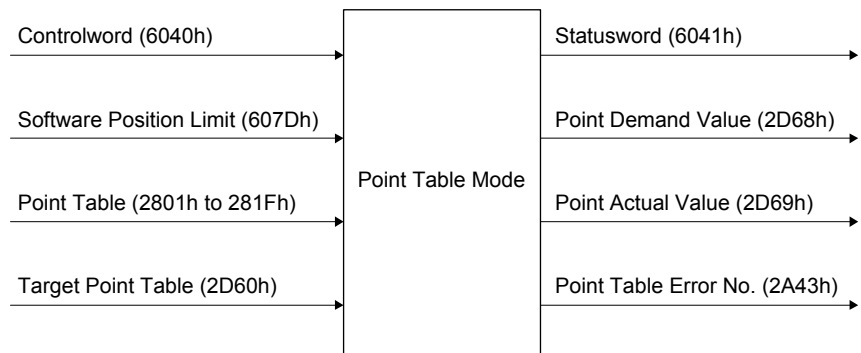 Controlword (6040h)
Software Position Limit (607Dh)
Point Table (2801h to 281Fh)
Target Point Table (2D60h)
Point Table Mode
Statusword (6041h)
Point Demand Value (2D68h)
Point Actual Value (2D69h)
Point Table Error No. (2A43h)